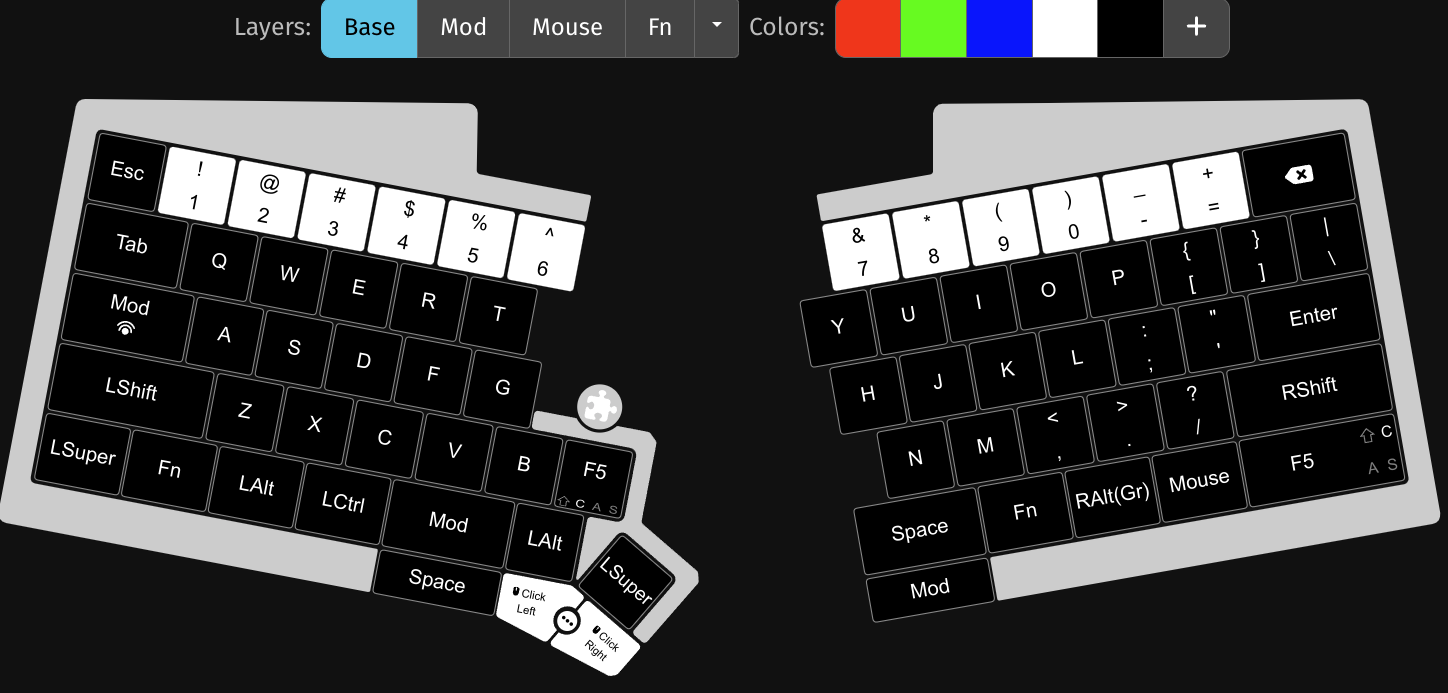 Layers: Base Mod Mouse Fn Colors: +
Esc
! 1
@ 2
# 3
$ 4
% 5
^ 6
& 7
* 8
( 9
) 0
_ -
+ =
Tab Q W E R T
Y U I O P
{ [
} ]
| \
Mod A S D F G
H J K L
: ;
" '
Enter
LShift Z X C V B
F5
C A S
N M
< ,
> .
? /
RShift
LSuper Fn LAlt LCtrl Mod LAlt
Space Fn RAlt(Gr) Mouse F5
C
A S
Space
Click
Left
Click
Right
LSuper
Mod